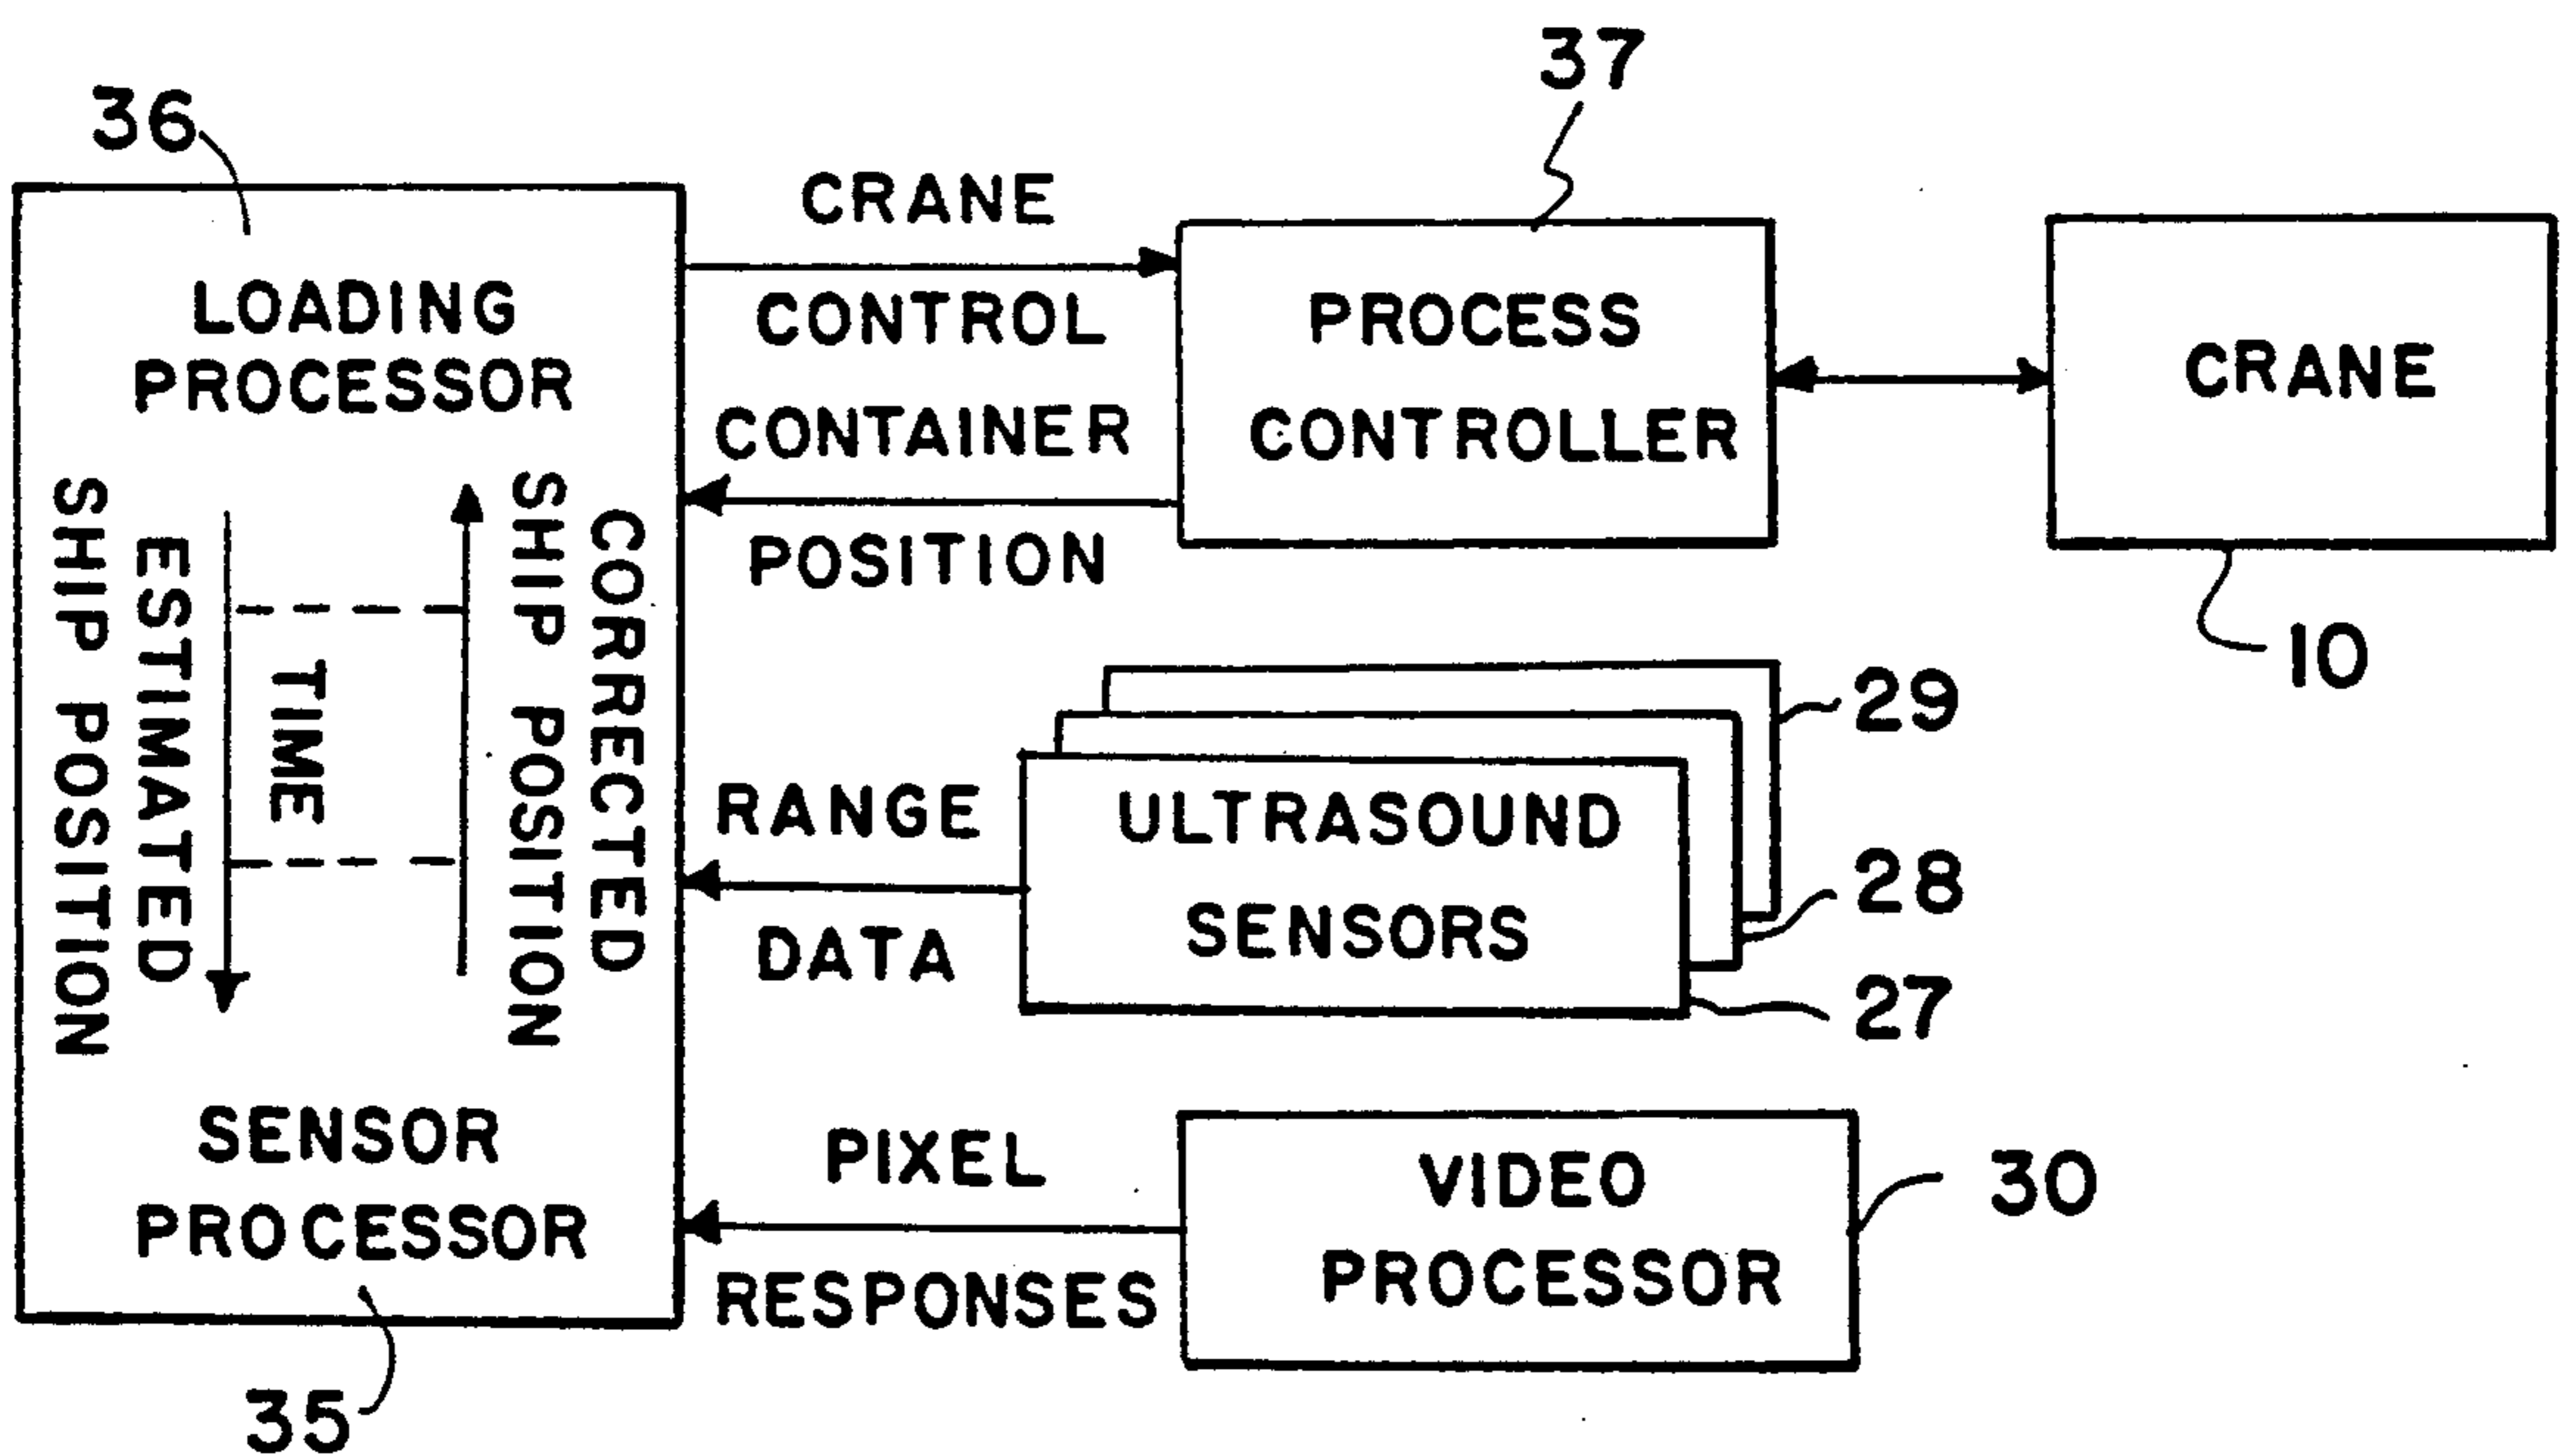 37
36
CRANE
CONTROL
LOADING
PROCESSOR
PROCESS
CONTROLLER
CRANE
10
CONTAINER
POSITION
ESTIMATED
SHIP POSITION
TIME
CORRECTED
SHIP POSITION
29
28
27
RANGE
DATA
ULTRASOUND
SENSORS
SENSOR
PROCESSOR
35
PIXEL
RESPONSES
VIDEO
PROCESSOR
30